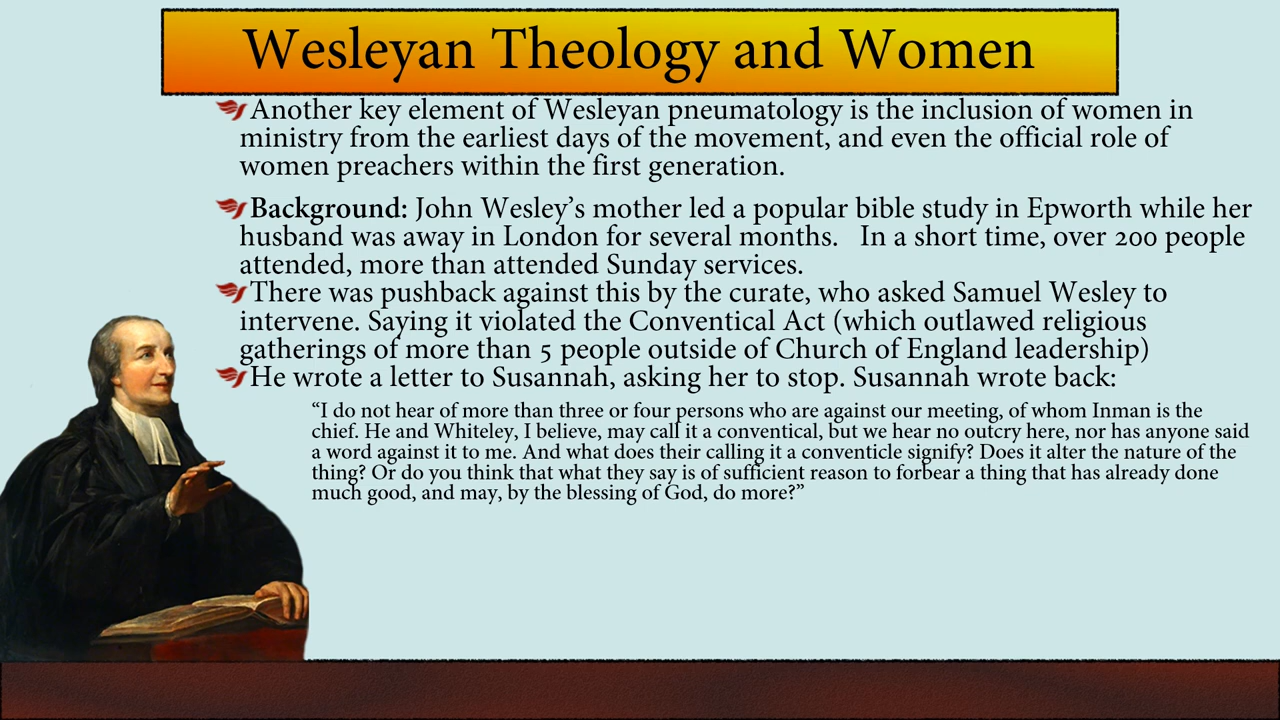 Wesleyan Theology and Women
Another key element of Wesleyan pneumatology is the inclusion of women in
ministry from the earliest days of the movement, and even the official role of
women preachers within the first generation.
Background: John Wesley’s mother led a popular bible study in Epworth while her
husband was away in London for several months.   In a short time, over 200 people
attended, more than attended Sunday services.
There was pushback against this by the curate, who asked Samuel Wesley to
intervene. Saying it violated the Conventical Act (which outlawed religious
gatherings of more than 5 people outside of Church of England leadership)
He wrote a letter to Susannah, asking her to stop. Susannah wrote back:
“I do not hear of more than three or four persons who are against our meeting, of whom Inman is the
chief. He and Whiteley, I believe, may call it a conventical, but we hear no outcry here, nor has anyone said
a word against it to me. And what does their calling it a conventicle signify? Does it alter the nature of the
thing? Or do you think that what they say is of sufficient reason to forbear a thing that has already done
much good, and may, by the blessing of God, do more?”